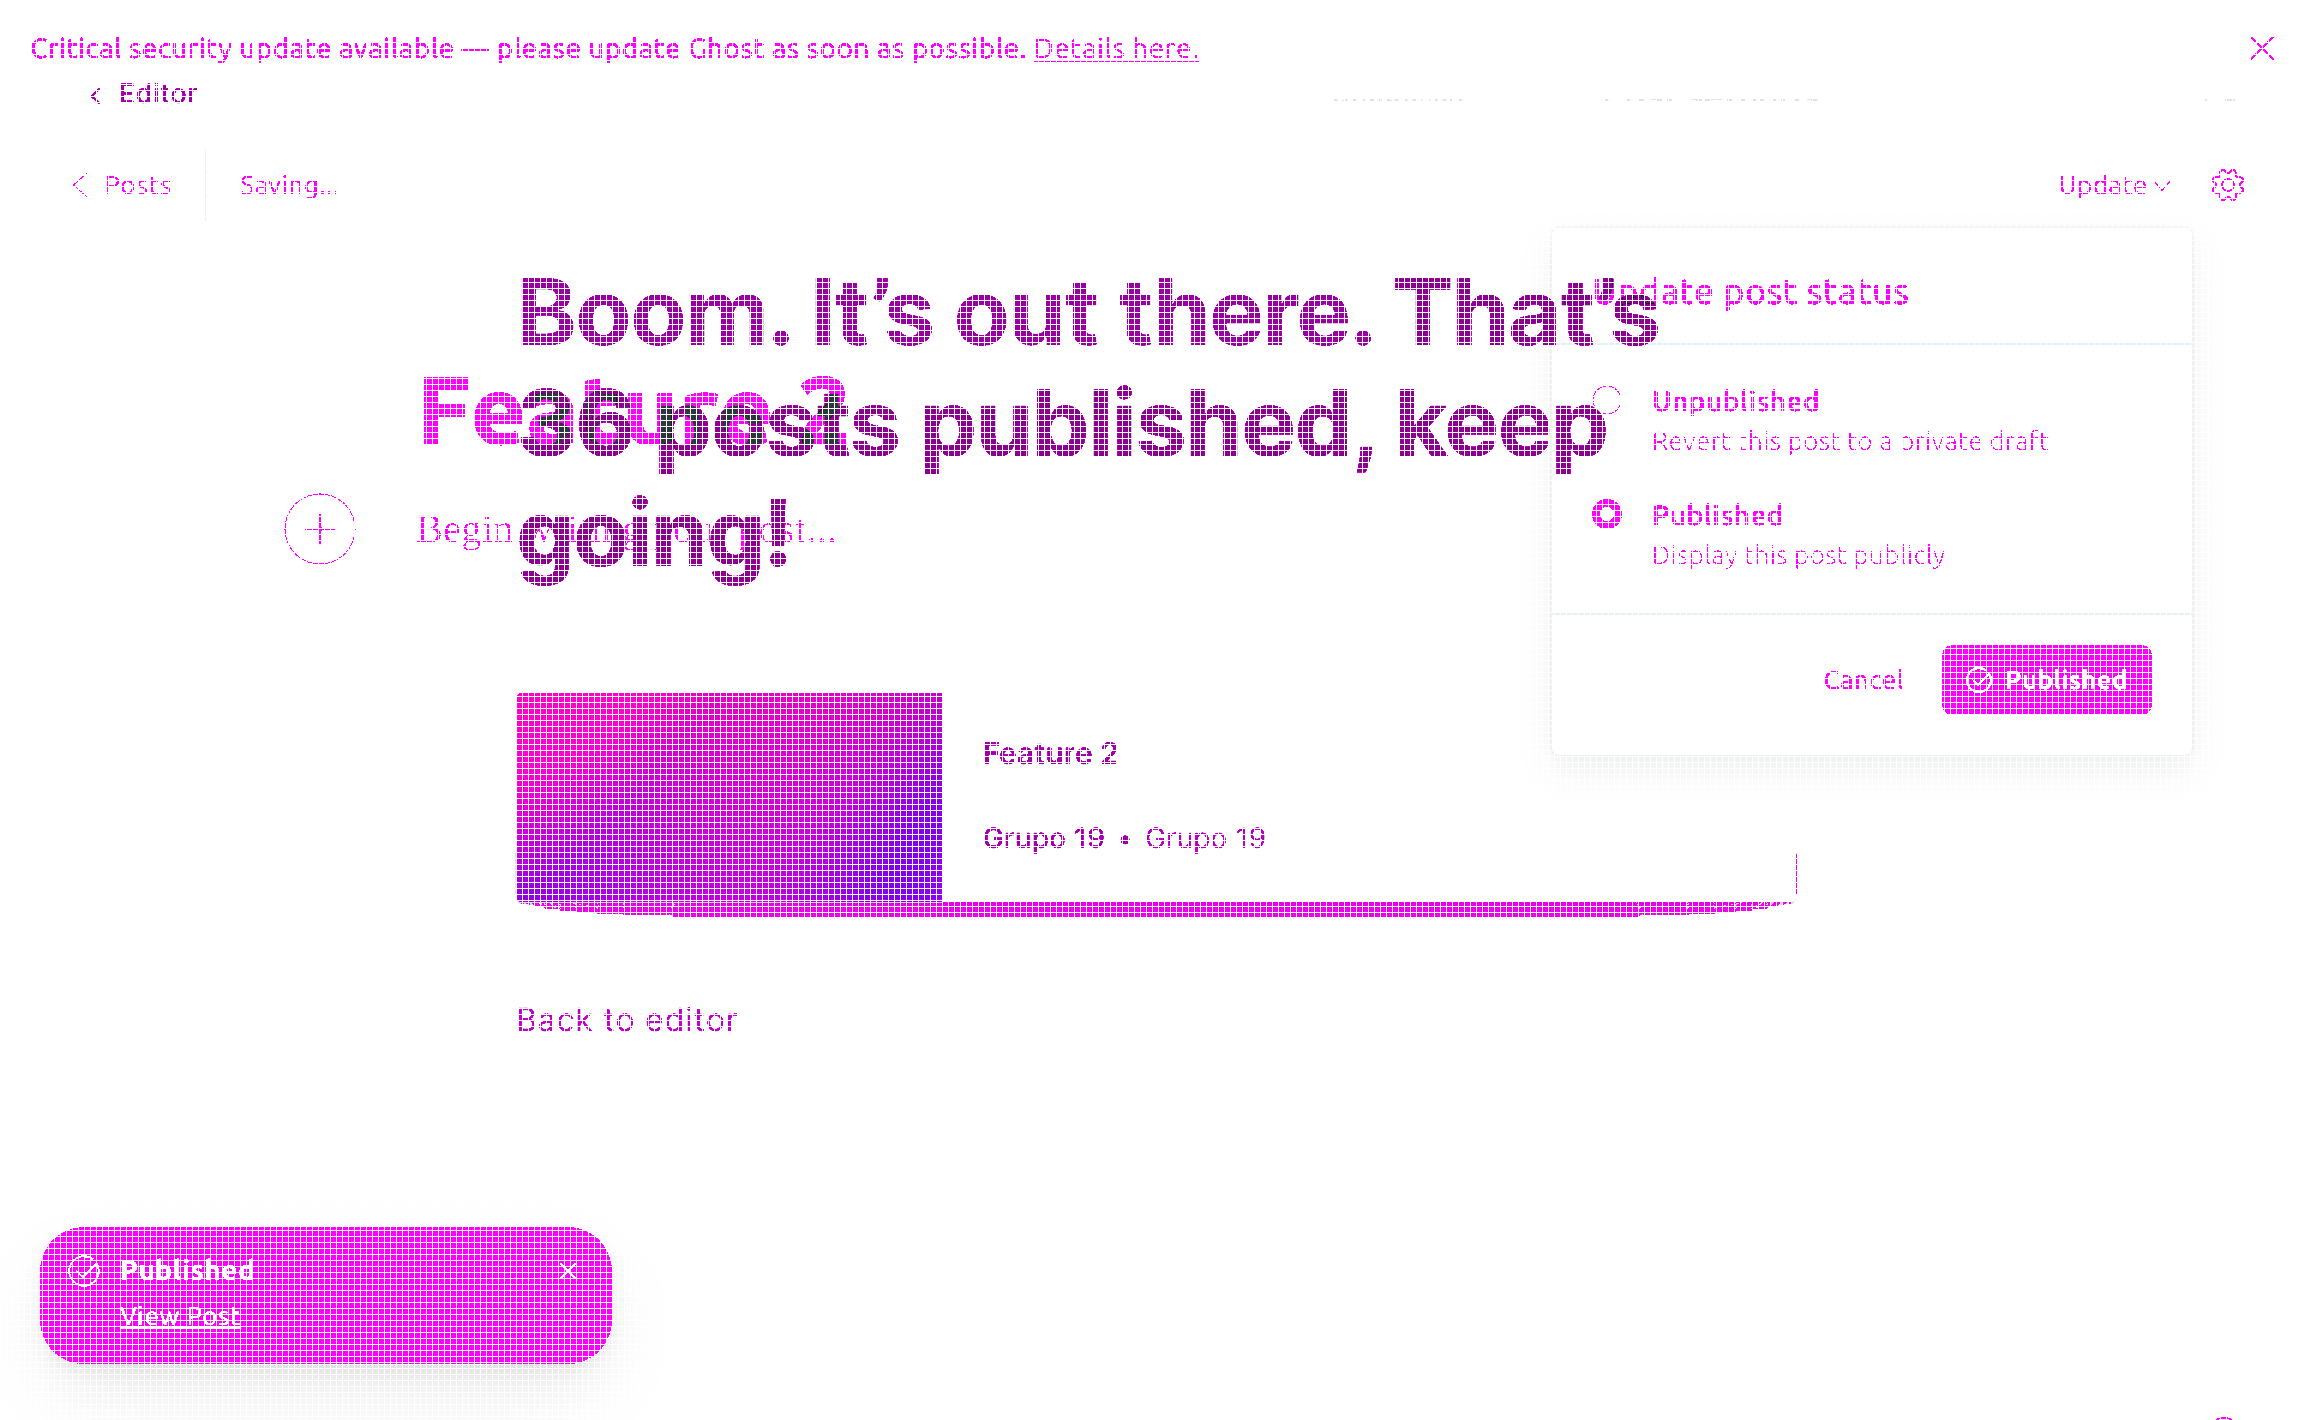 Critical security update available — please update Ghost as soon as possible. Details here.
Editor
Posts
Saving...
Update
Boom. It’s out there. That’s
36 posts published, keep
going!
Feature 2
Begin writing your post...
Update post status
Unpublished
Revert this post to a private draft
Published
Display this post publicly
Cancel
Published
Feature 2
Grupo 19 • Grupo 19
Back to editor
Published
View Post